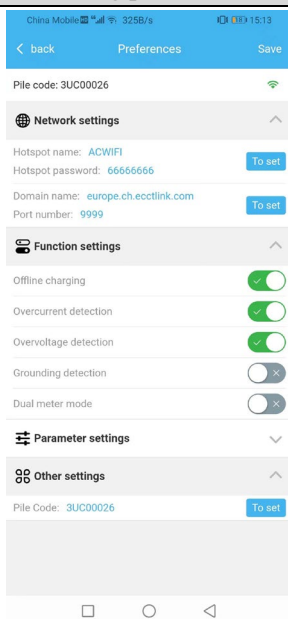 China Mobile HD 4G 325B/s 15:13
back Preferences Save
Pile code: 3UC00026
Network settings
Hotspot name: ACWIFI
Hotspot password: 66666666
To set
Domain name: europe.ch.ecctlink.com
Port number: 9999
To set
Function settings
Offline charging
Overcurrent detection
Overvoltage detection
Grounding detection
Dual meter mode
Parameter settings
Other settings
Pile Code: 3UC00026 To set